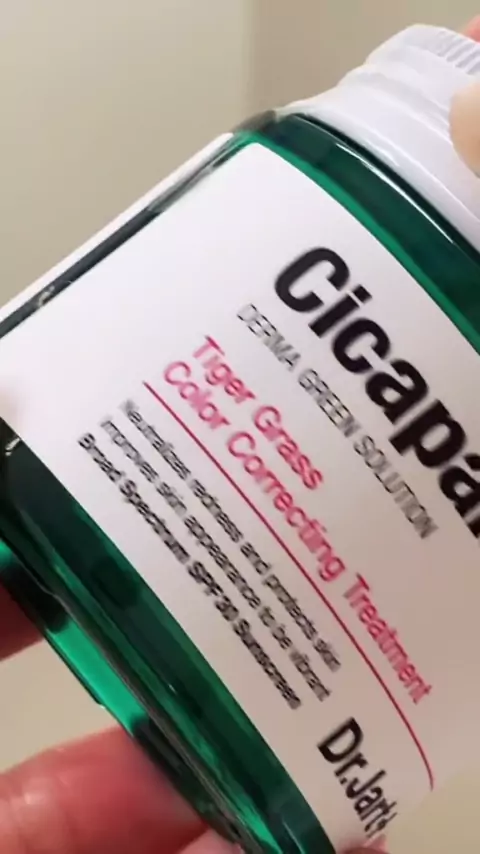 Cicapai
DERMA GREEN SOLUTION
Tiger Grass
Color Correcting Treatment
Neutralizes redness and protects skin
improves skin appearance to be vibrant
Broad Spectrum SPF 30 Sunscreen
Dr.Jart+